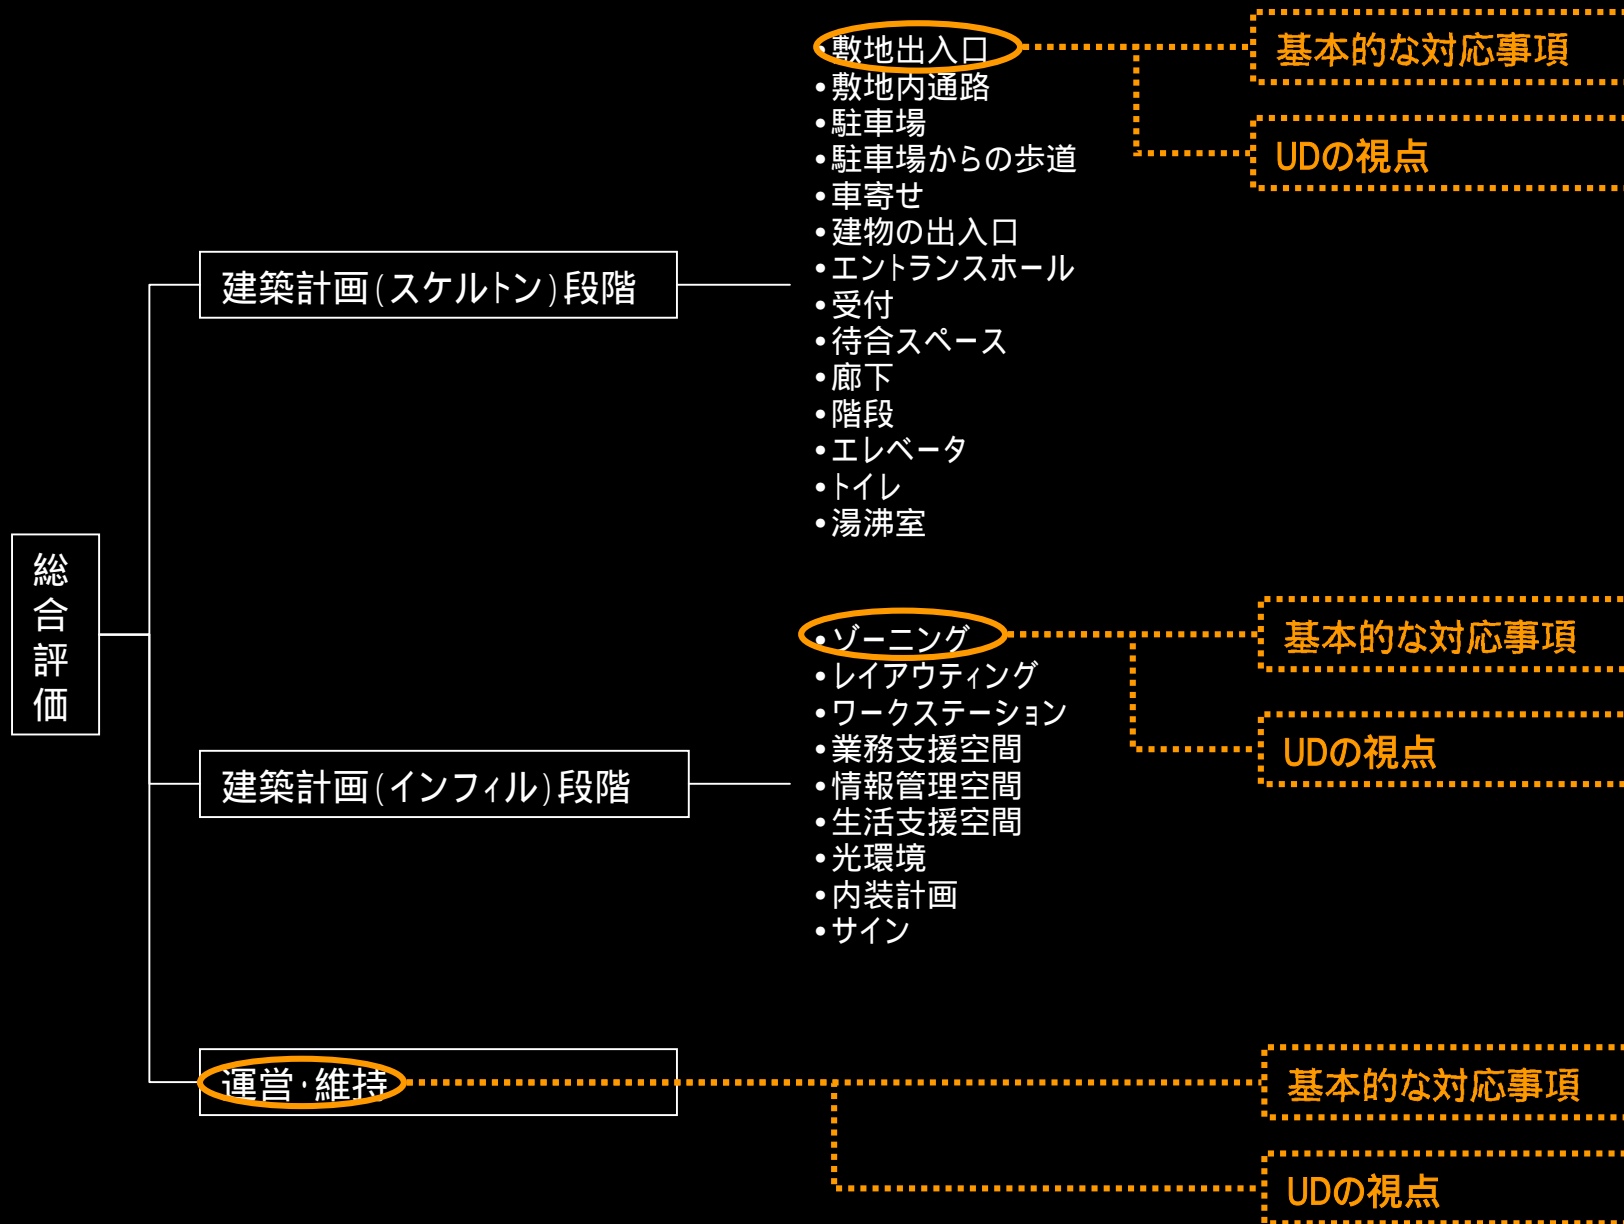 総合評価
建築計画(スケルトン)段階
•敷地出入口
•敷地内通路
•駐車場
•駐車場からの歩道
•車寄せ
•建物の出入口
•エントランスホール
•受付
•待合スペース
•廊下
•階段
•エレベータ
•トイレ
•湯沸室
基本的な対応事項
UDの視点
建築計画(インフィル)段階
•ゾーニング
•レイアウティング
•ワークステーション
•業務支援空間
•情報管理空間
•生活支援空間
•光環境
•内装計画
•サイン
基本的な対応事項
UDの視点
運営・維持
基本的な対応事項
UDの視点